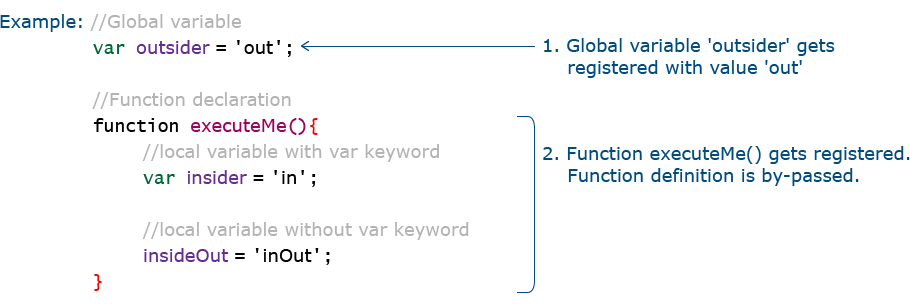 Example: //Global variable
var outsider = 'out';
1. Global variable 'outsider' gets
registered with value 'out'
//Function declaration
function executeMe(){
//local variable with var keyword
var insider = 'in';
//local variable without var keyword
insideOut = 'inOut';
}
2. Function executeMe() gets registered.
Function definition is by-passed.